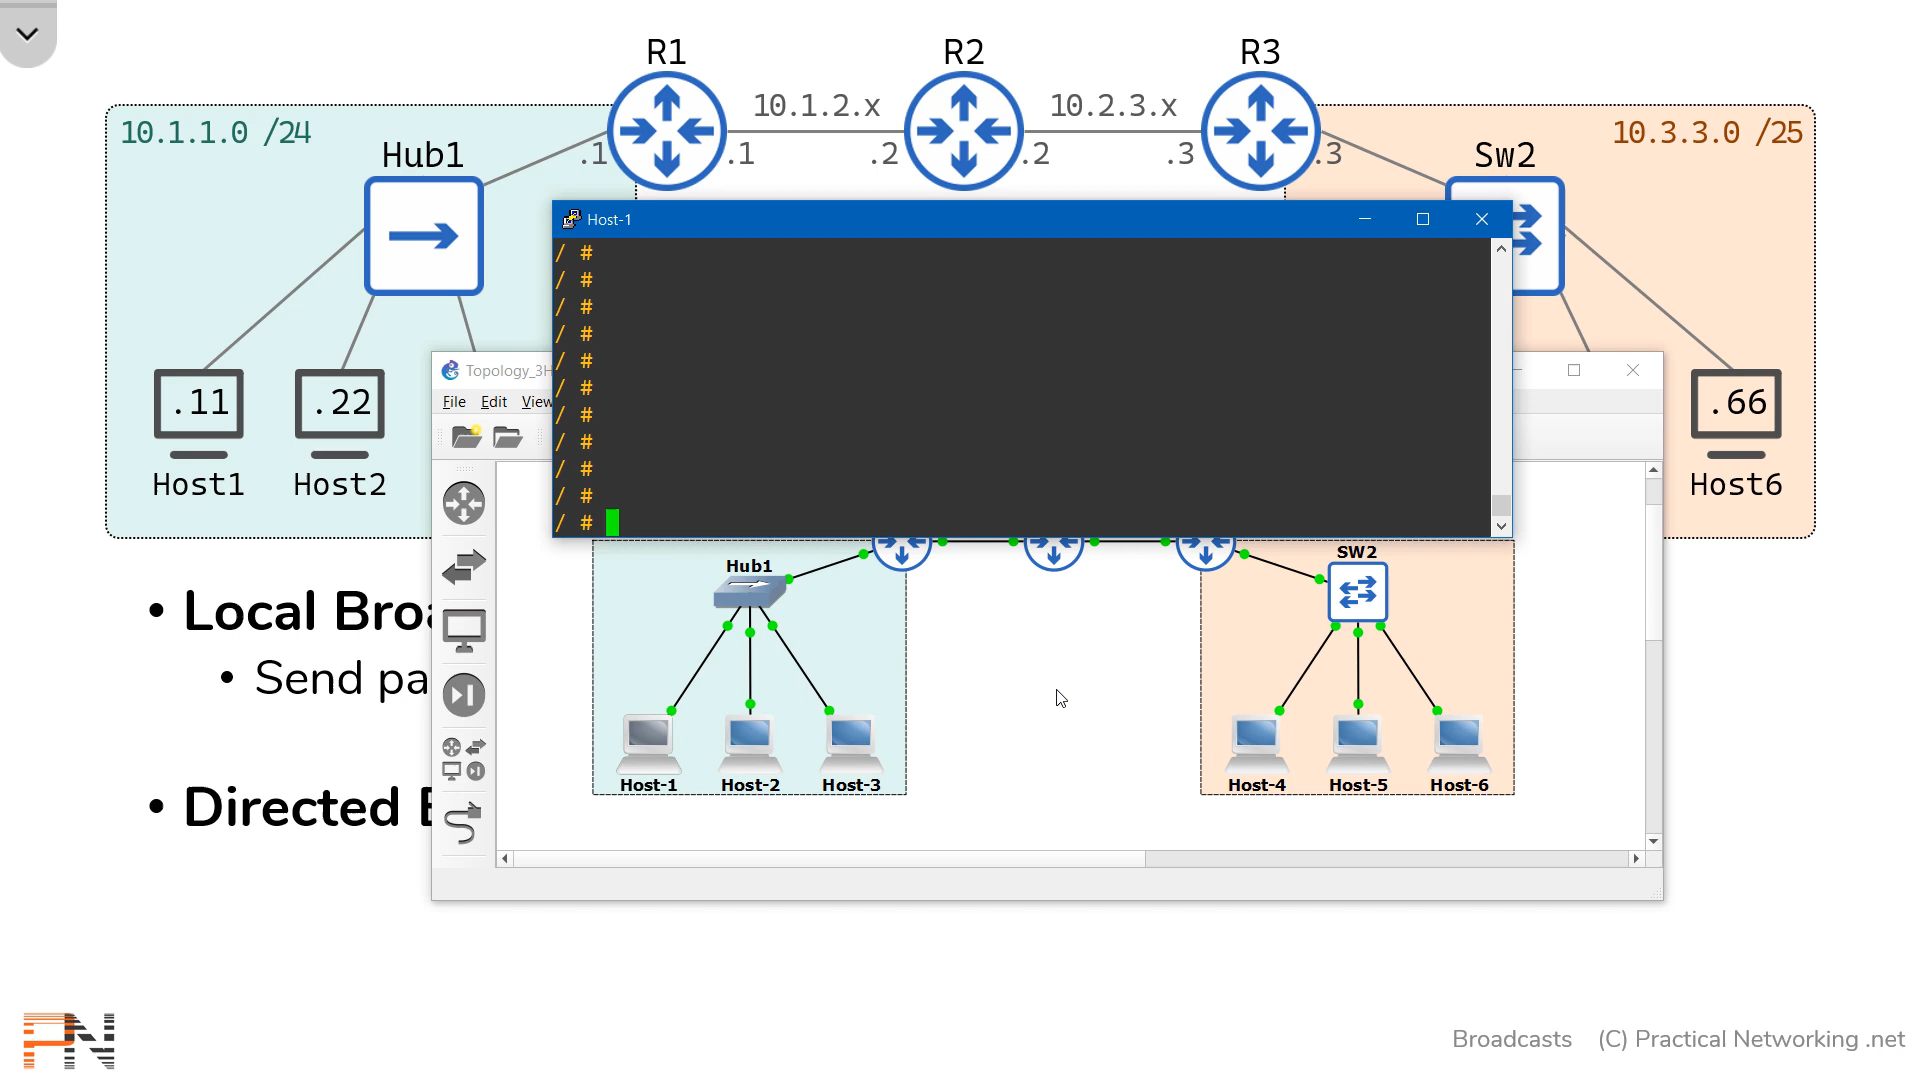 R1 R2 R3
10.1.2.x 10.2.3.x
10.1.1.0 /24 10.3.3.0 /25
Hub1 .1 .1 .2 .2 .3 .3 Sw2
Host-1
/ #
/ #
/ #
/ #
/ #
/ #
/ #
/ #
/ #
/ #
/ #
Topology_3H
File Edit View
.11 .22 .66
Host1 Host2 Host6
Hub1 SW2
Host-1 Host-2 Host-3 Host-4 Host-5 Host-6
• Local Broa
• Send pa
• Directed B
PN
Broadcasts (C) Practical Networking .net